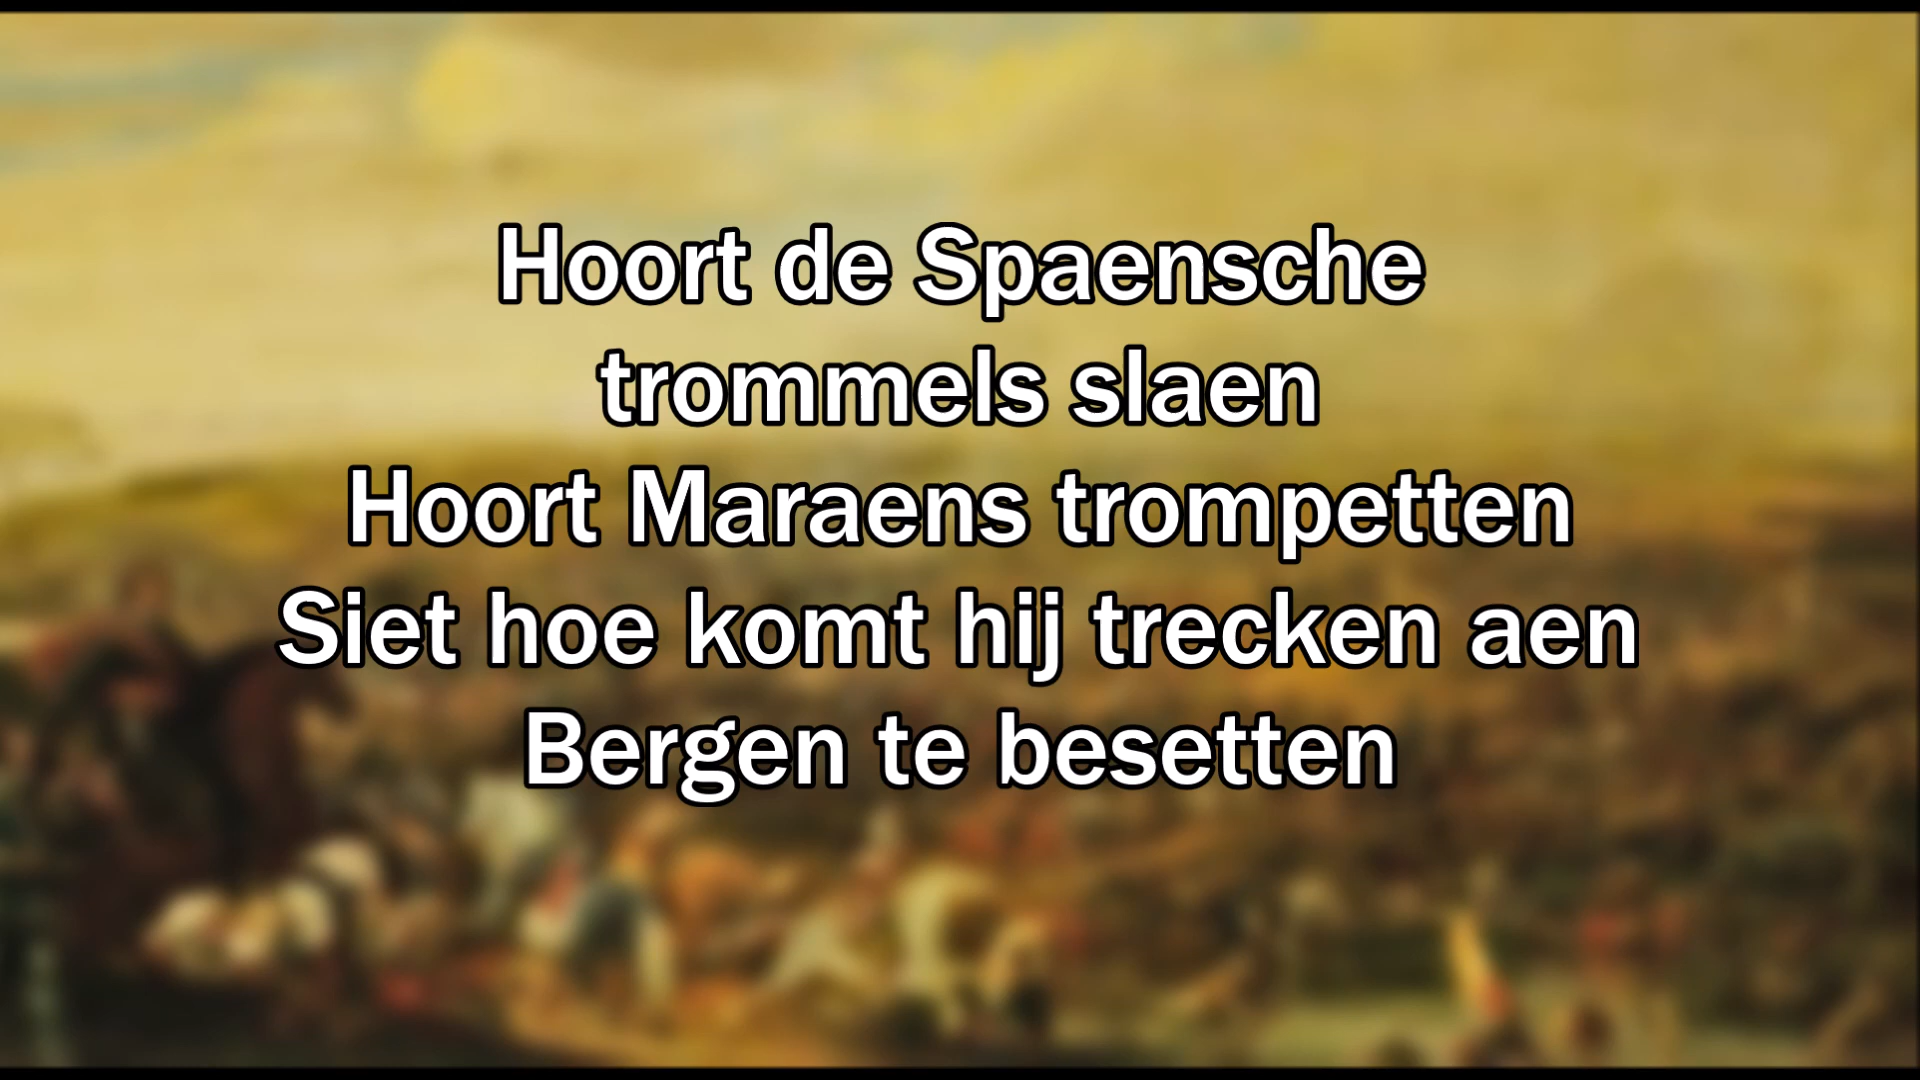 Hoort de Spaensche
trommels slaen
Hoort Maraens trompetten
Siet hoe komt hij trecken aen
Bergen te besetten